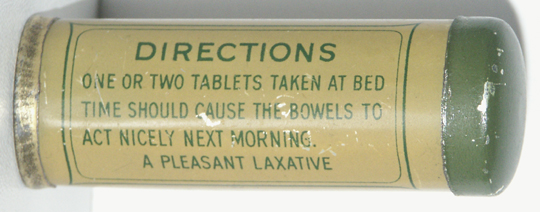 DIRECTIONS
ONE OR TWO TABLETS TAKEN AT BED
TIME SHOULD CAUSE THE BOWELS TO
ACT NICELY NEXT MORNING.
A PLEASANT LAXATIVE